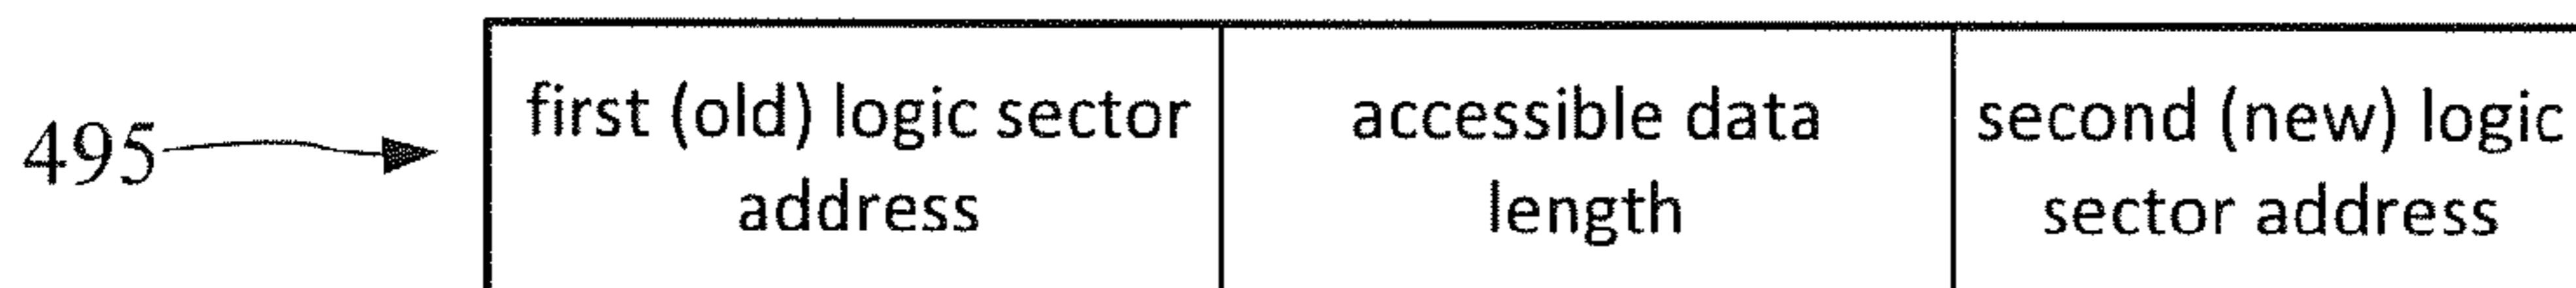 495
first (old) logic sector
address
accessible data
length
second (new) logic
sector address